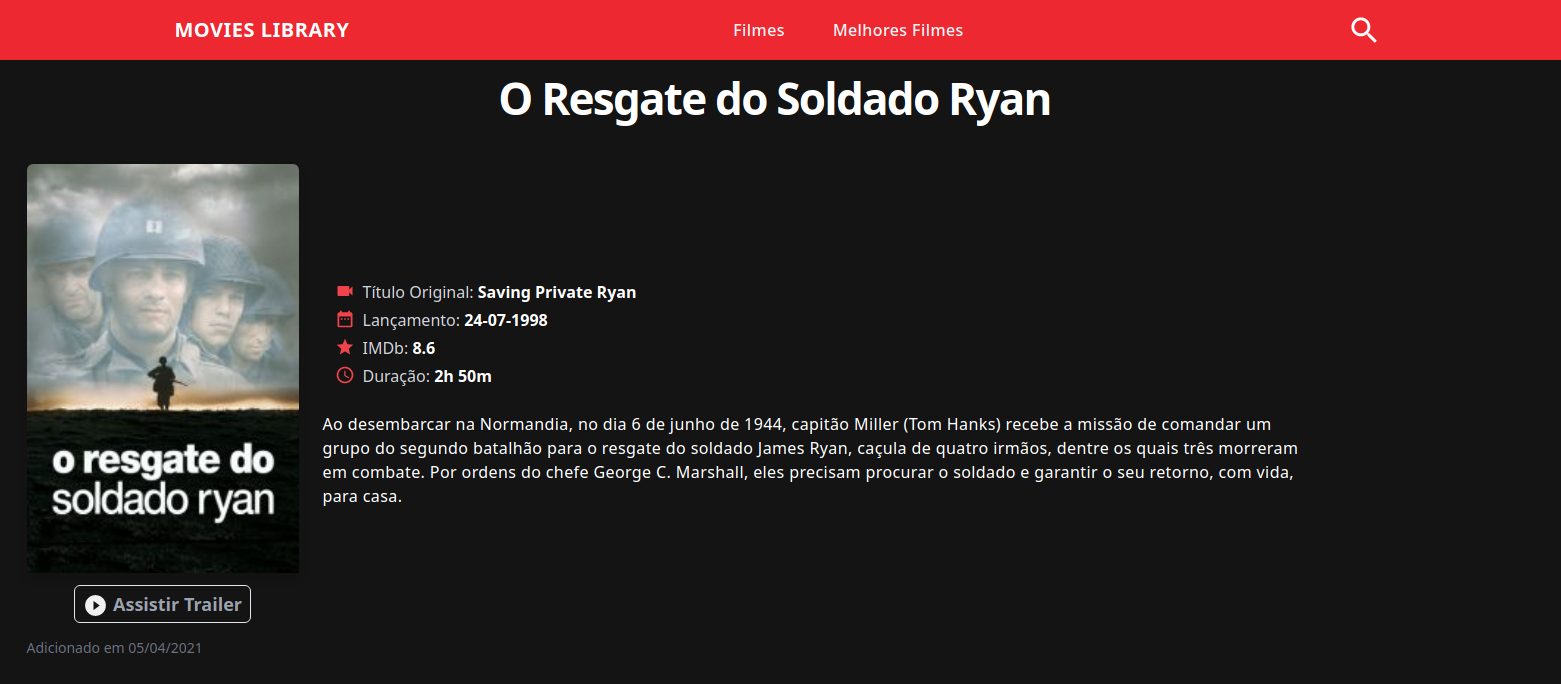 MOVIES LIBRARY
Filmes
Melhores Filmes
O Resgate do Soldado Ryan
o resgate do
soldado ryan
Título Original: Saving Private Ryan
Lançamento: 24-07-1998
IMDb: 8.6
Duração: 2h 50m
Ao desembarcar na Normandia, no dia 6 de junho de 1944, capitão Miller (Tom Hanks) recebe a missão de comandar um
grupo do segundo batalhão para o resgate do soldado James Ryan, caçula de quatro irmãos, dentre os quais três morreram
em combate. Por ordens do chefe George C. Marshall, eles precisam procurar o soldado e garantir o seu retorno, com vida,
para casa.
Assistir Trailer
Adicionado em 05/04/2021